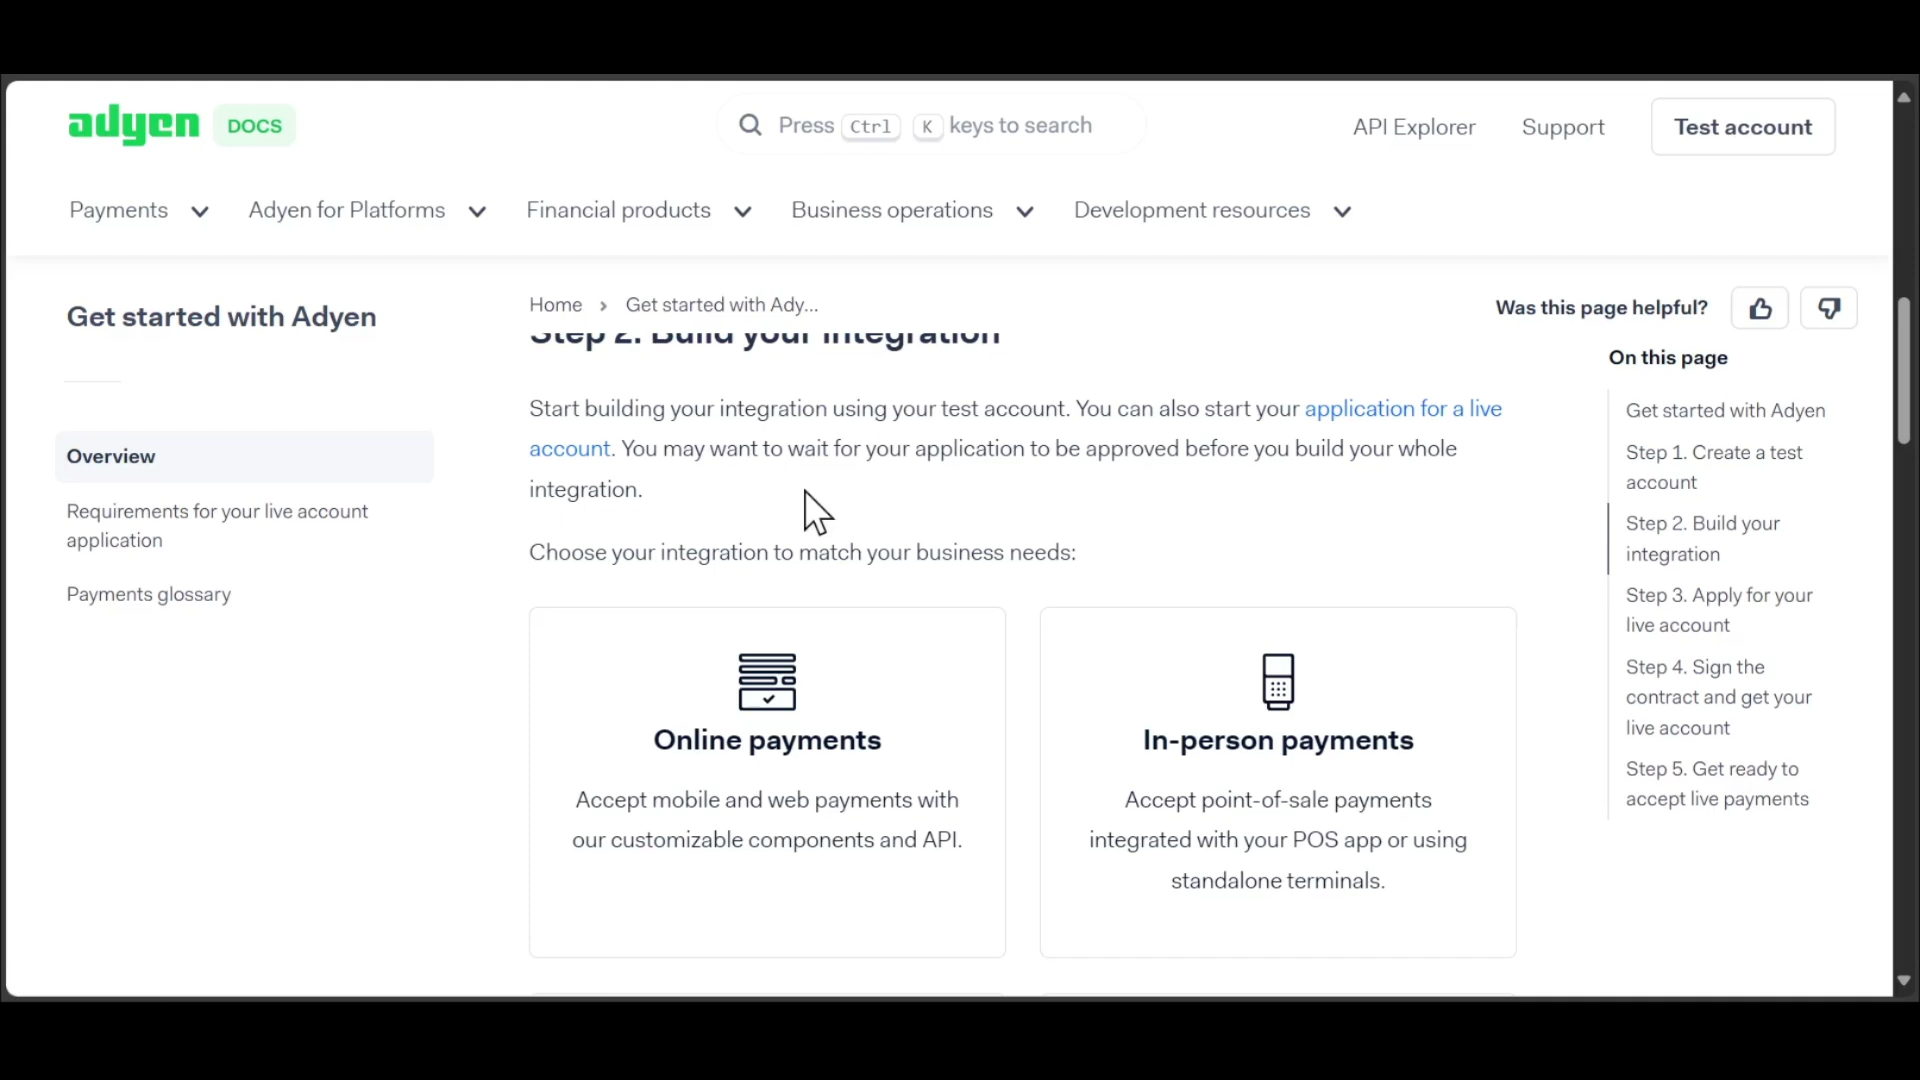 adyen DOCS
Press Ctrl K keys to search
API Explorer
Support
Test account
Payments
Adyen for Platforms
Financial products
Business operations
Development resources
Get started with Adyen
Overview
Requirements for your live account
application
Payments glossary
Home > Get started with Ady...
Step 2. Build your integration
Start building your integration using your test account. You can also start your application for a live
account. You may want to wait for your application to be approved before you build your whole
integration.
Choose your integration to match your business needs:
Online payments
Accept mobile and web payments with
our customizable components and API.
In-person payments
Accept point-of-sale payments
integrated with your POS app or using
standalone terminals.
Was this page helpful?
On this page
Get started with Adyen
Step 1. Create a test
account
Step 2. Build your
integration
Step 3. Apply for your
live account
Step 4. Sign the
contract and get your
live account
Step 5. Get ready to
accept live payments